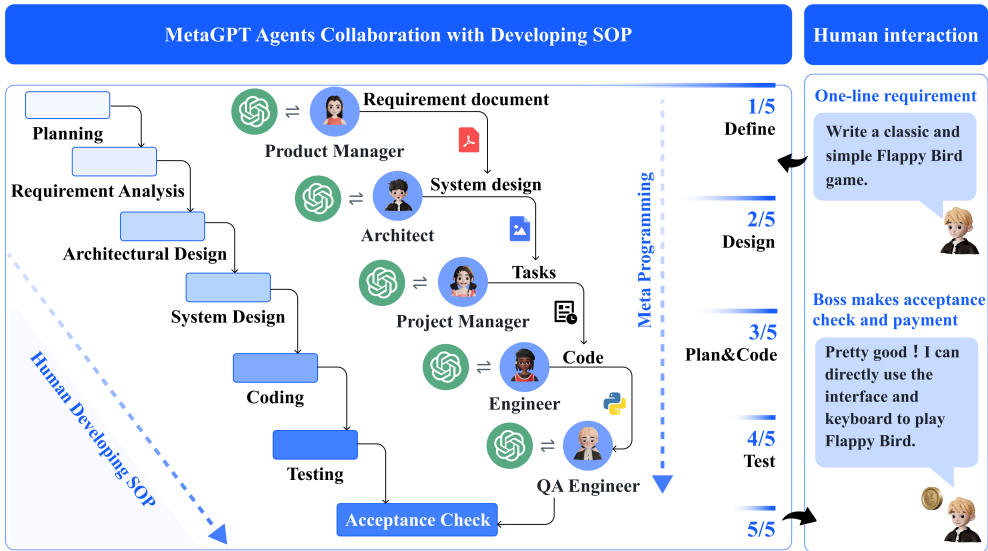 MetaGPT Agents Collaboration with Developing SOP
Human interaction
Planning
Requirement Analysis
Architectural Design
System Design
Coding
Testing
Acceptance Check
Human Developing SOP
Requirement document
Product Manager
System design
Architect
Tasks
Project Manager
Code
Engineer
QA Engineer
Meta Programming
1/5
Define
2/5
Design
3/5
Plan&Code
4/5
Test
5/5
One-line requirement
Write a classic and
simple Flappy Bird
game.
Boss makes acceptance
check and payment
Pretty good ! I can
directly use the
interface and
keyboard to play
Flappy Bird.